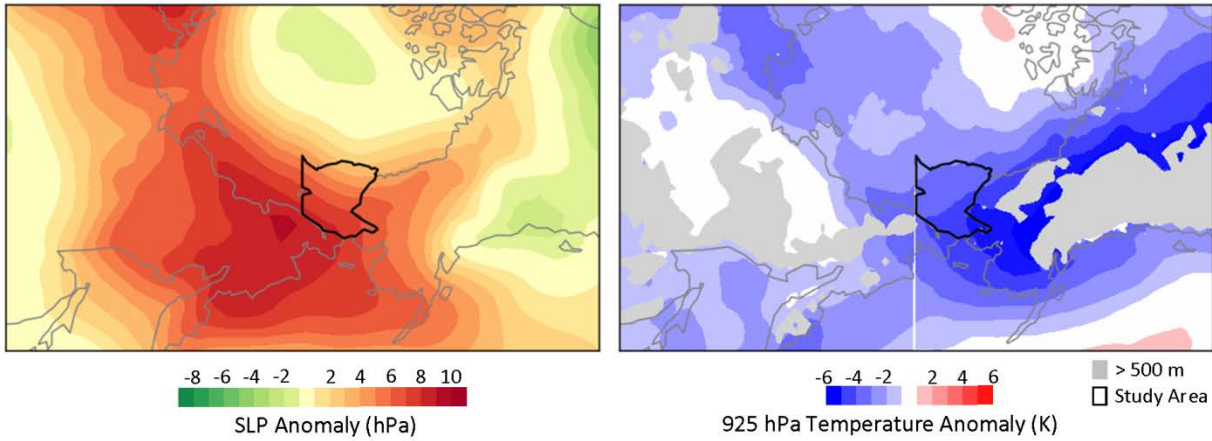 -8 -6 -4 -2 2 4 6 8 10
SLP Anomaly (hPa)
-6 -4 -2 2 4 6
925 hPa Temperature Anomaly (K)
> 500 m
Study Area